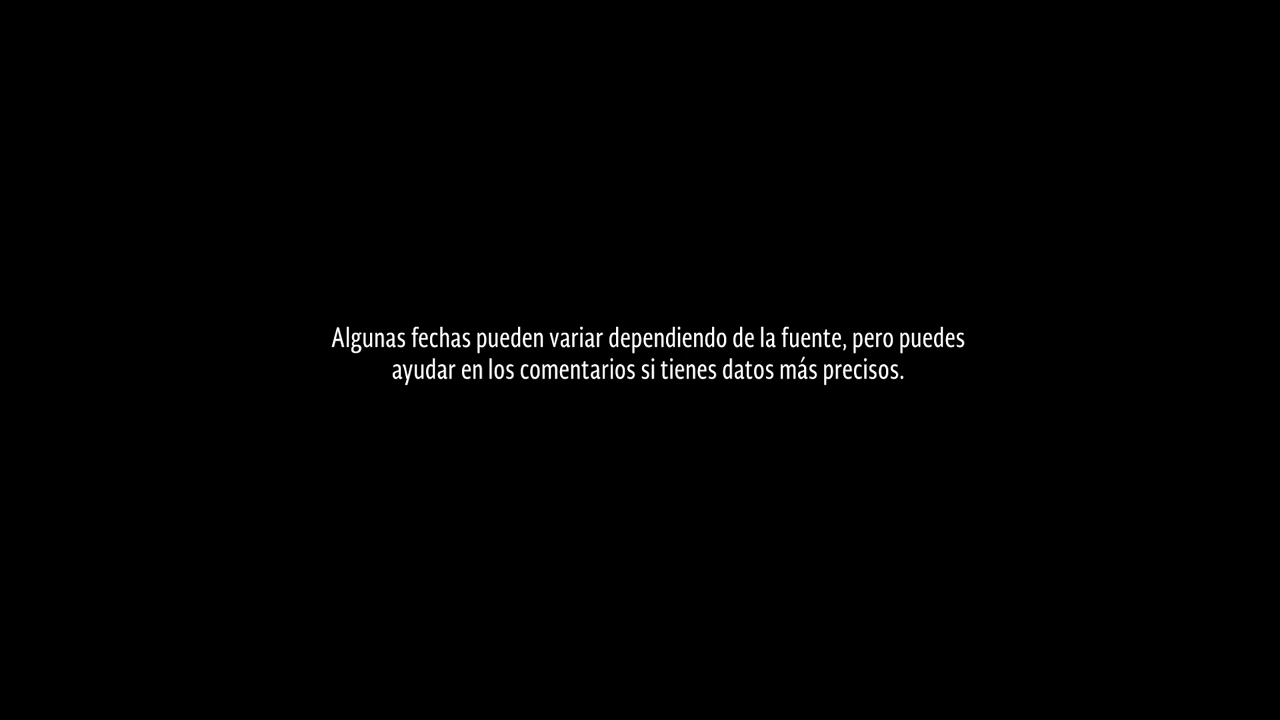 Algunas fechas pueden variar dependiendo de la fuente, pero puedes
ayudar en los comentarios si tienes datos más precisos.